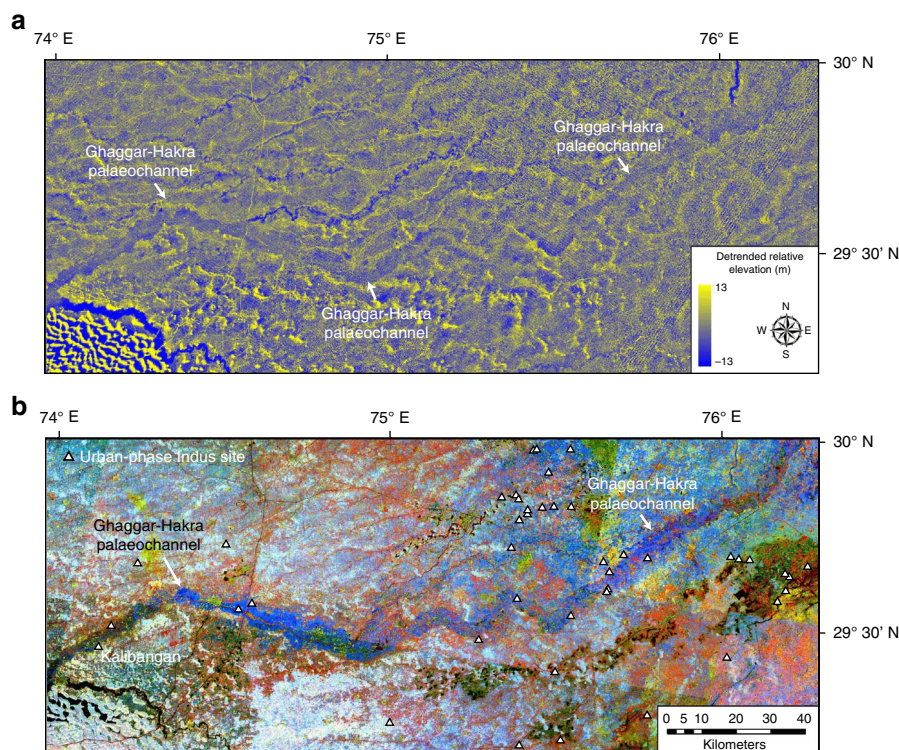 a
74° E 75° E 76° E
30° N
Ghaggar-Hakra
palaeochannel
Ghaggar-Hakra
palaeochannel
29° 30' N
Ghaggar-Hakra
palaeochannel
Detrended relative
elevation (m)
13
–13
N
W E
S
b
74° E 75° E 76° E
30° N
Urban-phase Indus site
Ghaggar-Hakra
palaeochannel
Ghaggar-Hakra
palaeochannel
29° 30' N
Kalibangan
0 5 10 20 30 40
Kilometers